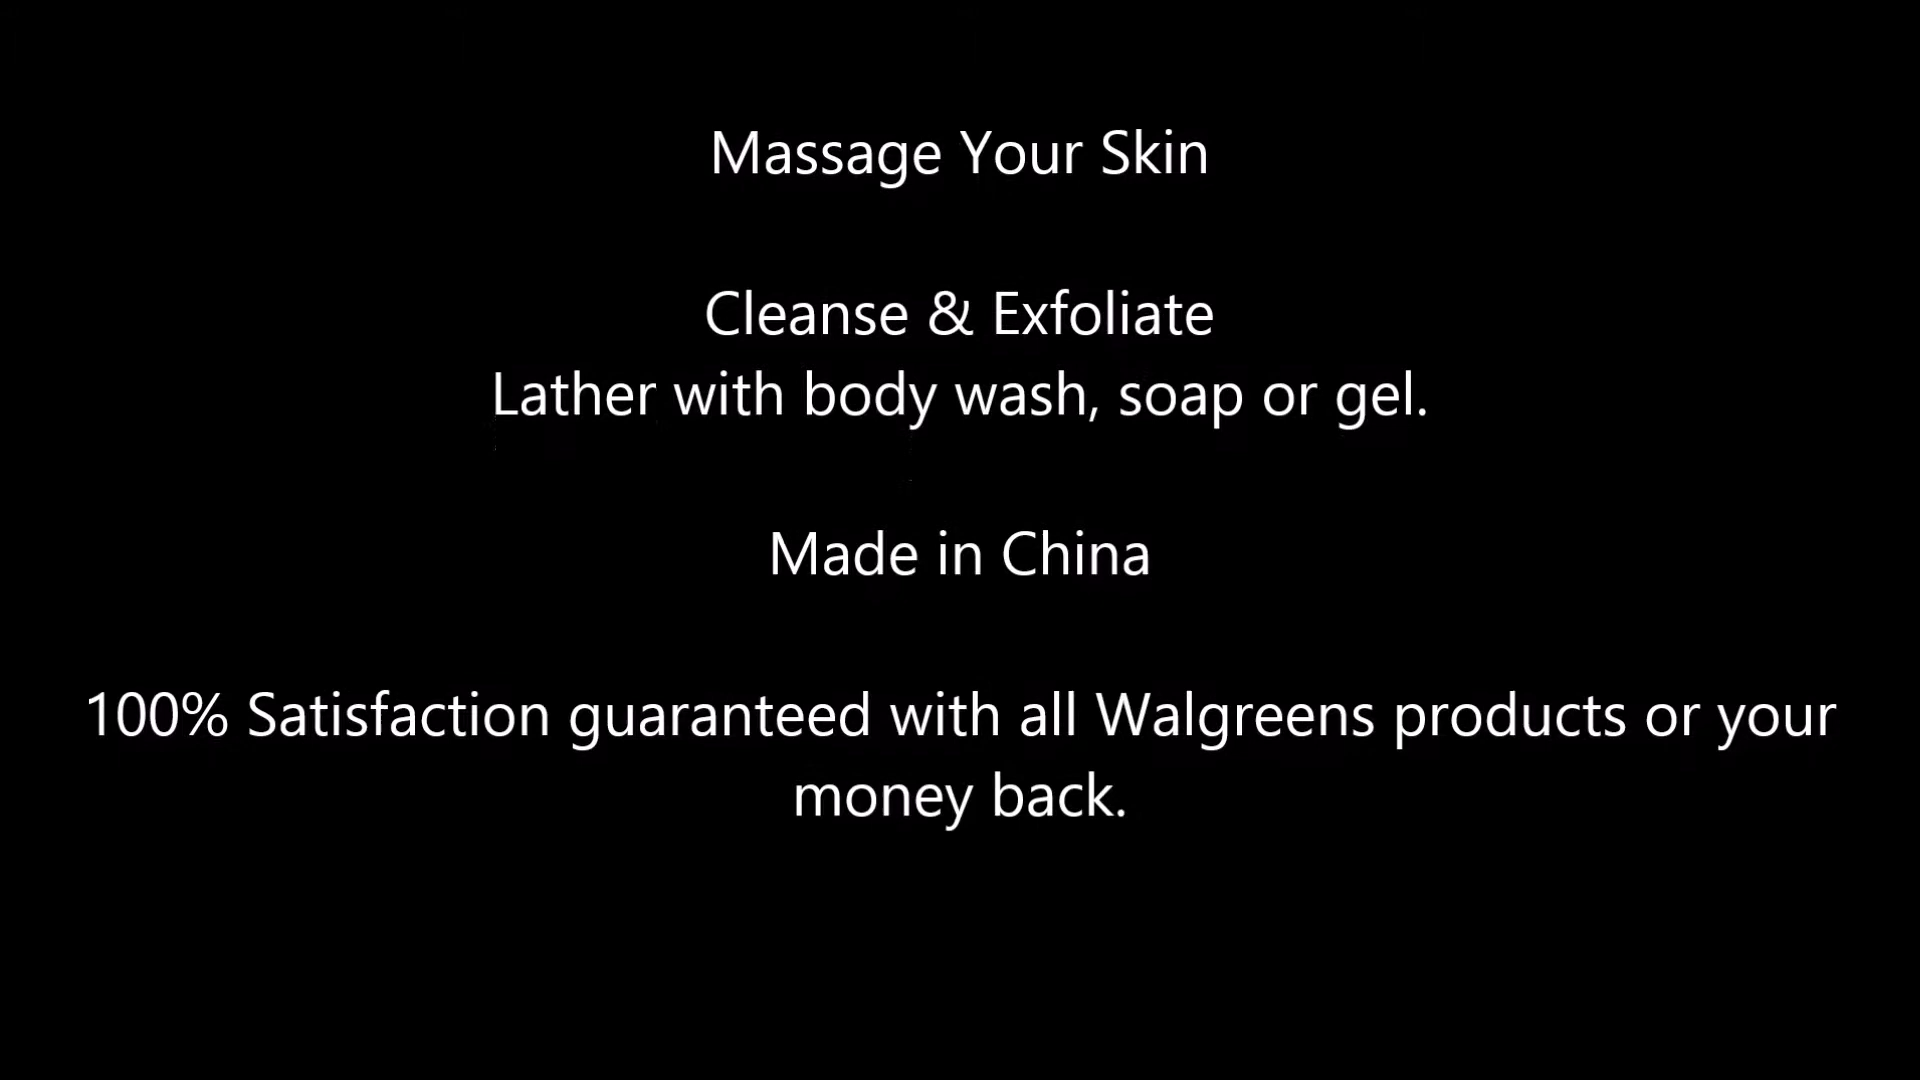 Massage Your Skin
Cleanse & Exfoliate
Lather with body wash, soap or gel.
Made in China
100% Satisfaction guaranteed with all Walgreens products or your
money back.